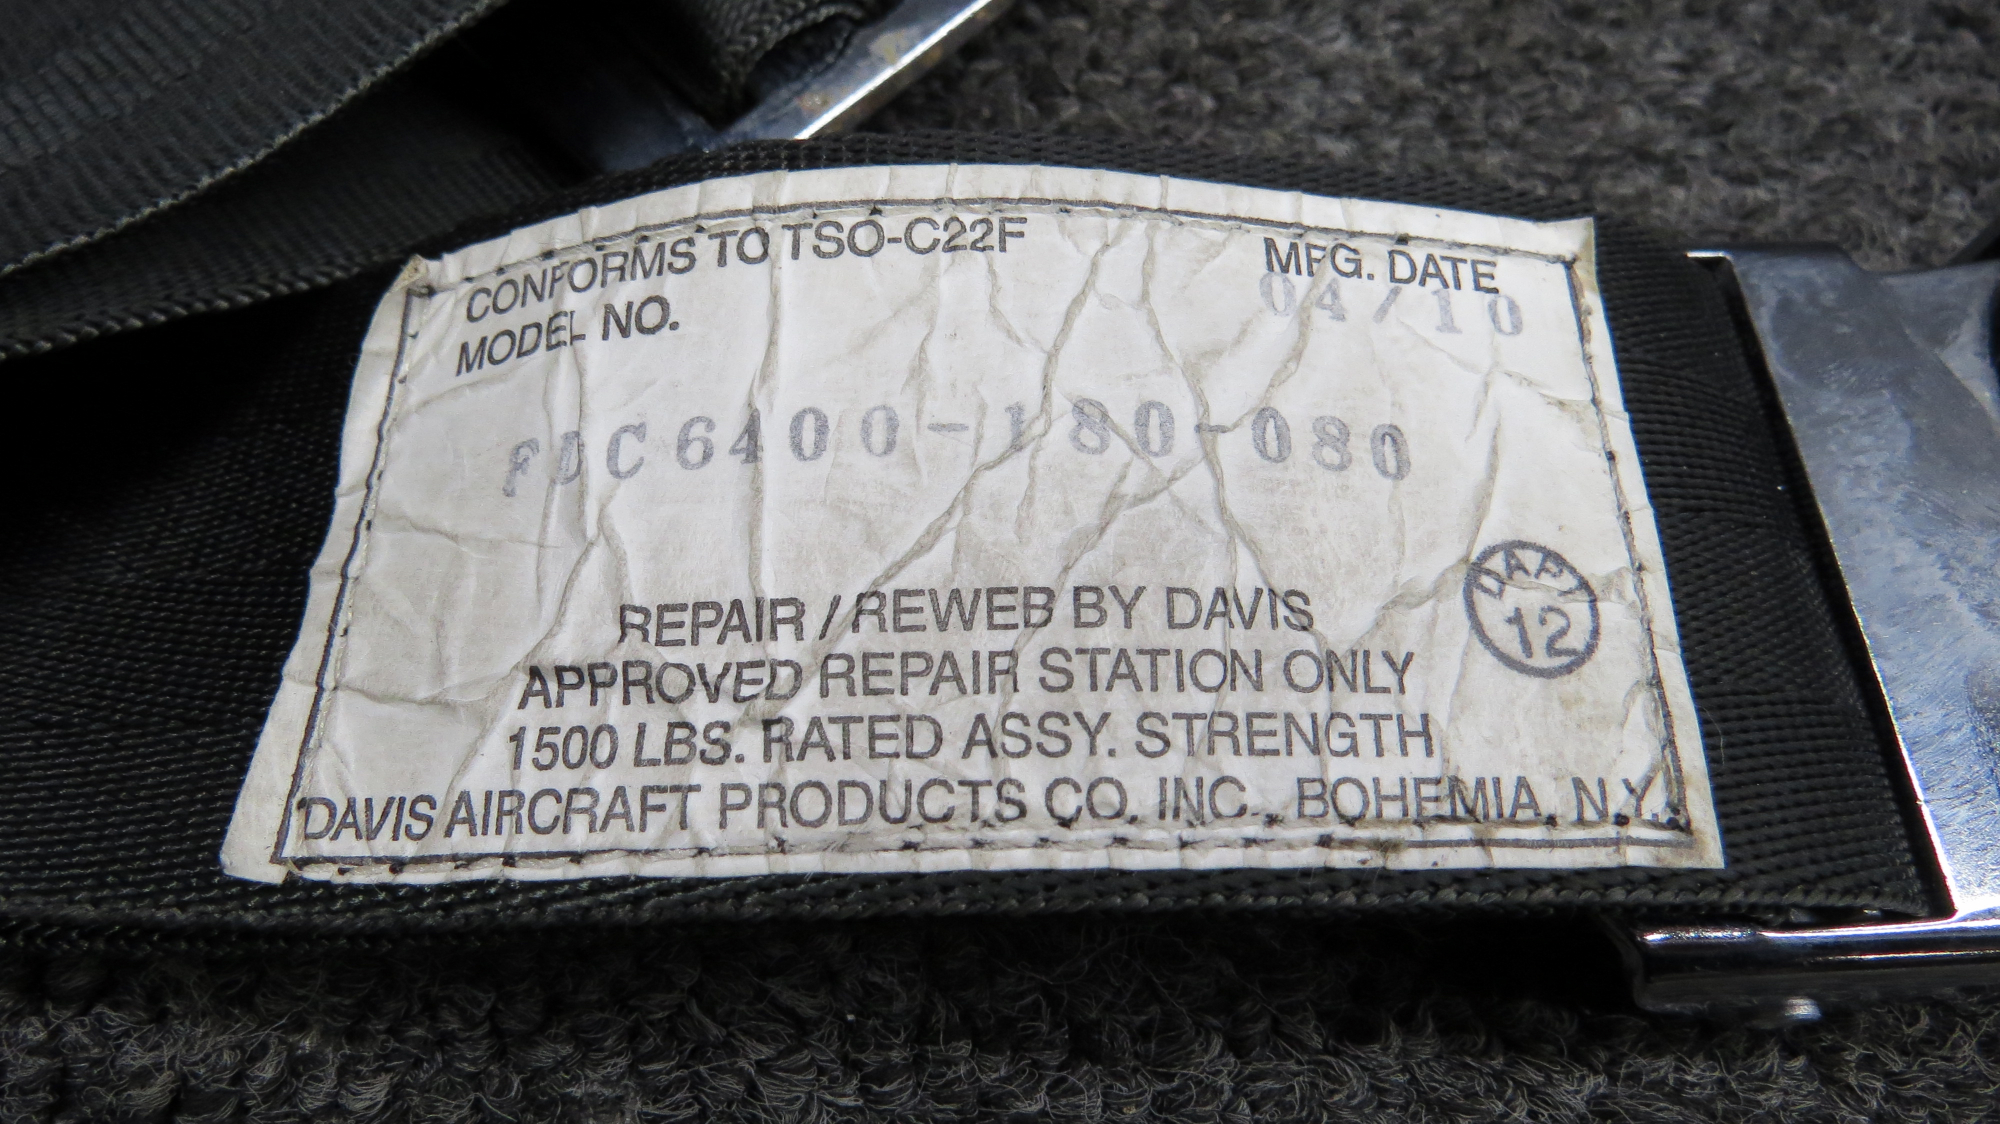 CONFORMS TO TSO-C22F
MFG. DATE
04/10
MODEL NO.
FDC6400-180-080
DAPI
12
REPAIR / REWEB BY DAVIS
APPROVED REPAIR STATION ONLY
1500 LBS. RATED ASSY. STRENGTH
DAVIS AIRCRAFT PRODUCTS CO. INC., BOHEMIA, N.Y.